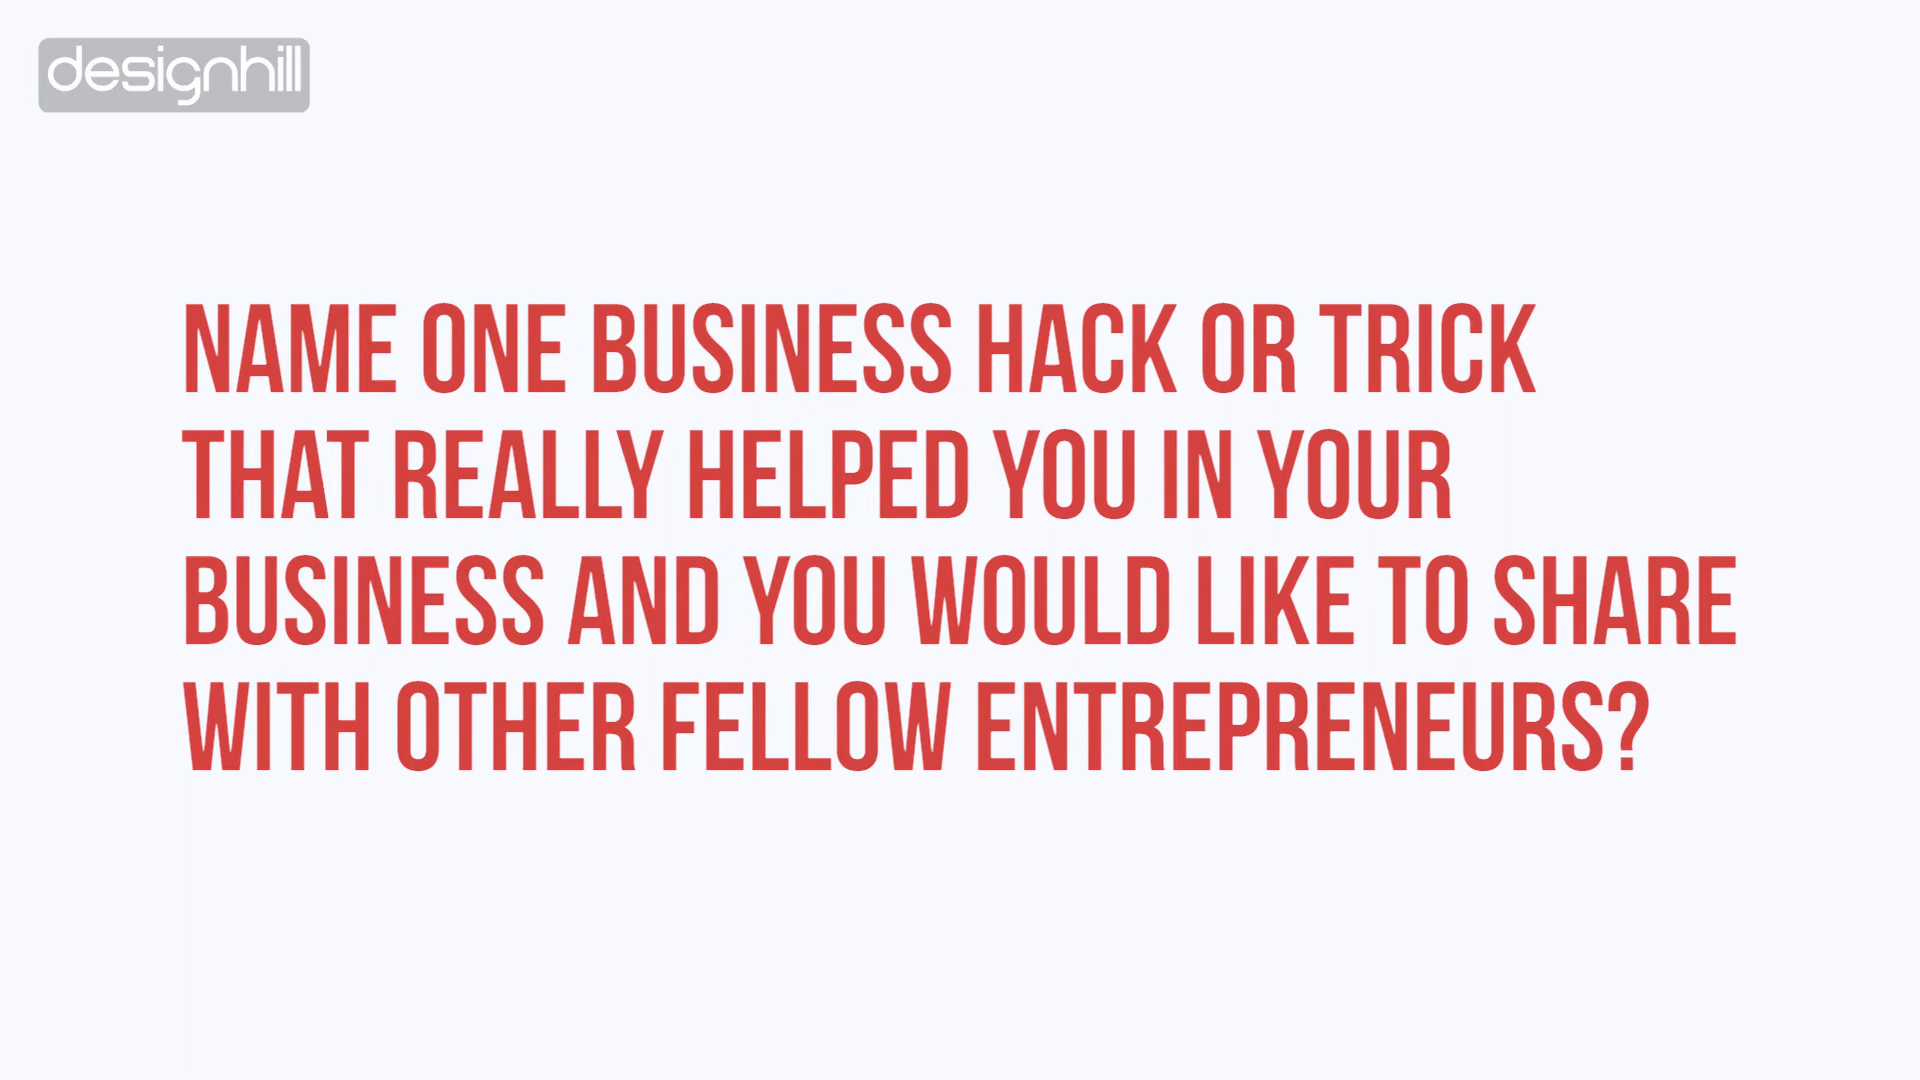 designhill
NAME ONE BUSINESS HACK OR TRICK
THAT REALLY HELPED YOU IN YOUR
BUSINESS AND YOU WOULD LIKE TO SHARE
WITH OTHER FELLOW ENTREPRENEURS?